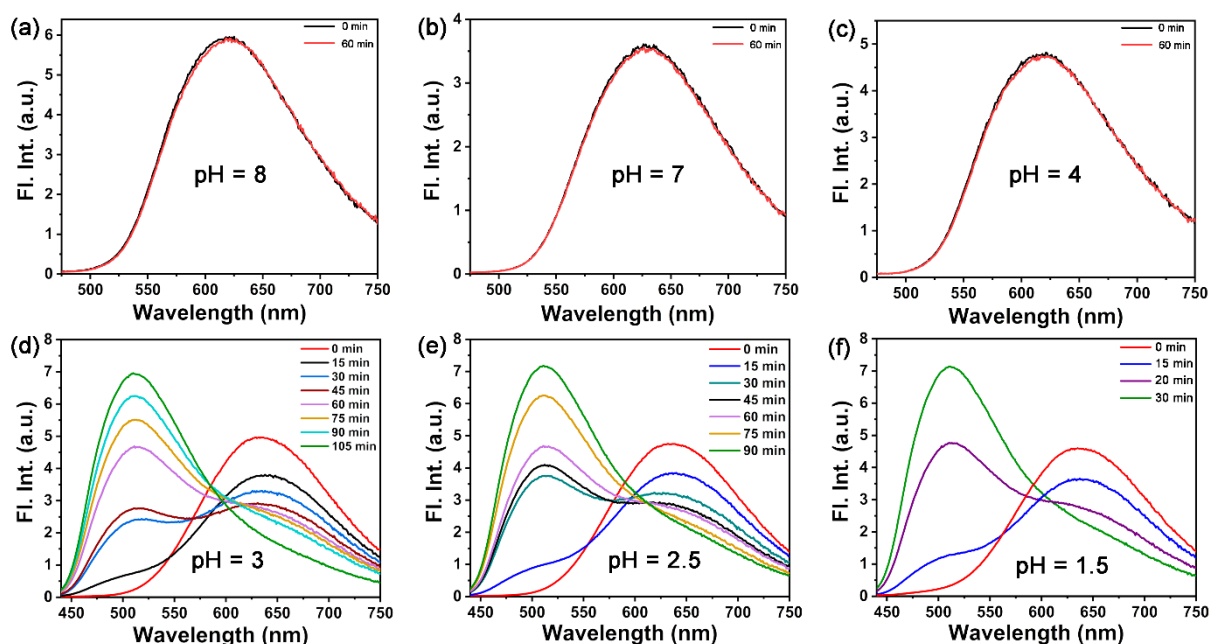 (a)
Fl. Int. (a.u.)
6
5
4
3
2
1
0
0 min
60 min
pH = 8
500 550 600 650 700 750
Wavelength (nm)
(b)
Fl. Int. (a.u.)
4
3
2
1
0
0 min
60 min
pH = 7
500 550 600 650 700 750
Wavelength (nm)
(c)
Fl. Int. (a.u.)
5
4
3
2
1
0
0 min
60 min
pH = 4
500 550 600 650 700 750
Wavelength (nm)
(d)
Fl. Int. (a.u.)
8
7
6
5
4
3
2
1
0
0 min
15 min
30 min
45 min
60 min
75 min
90 min
105 min
pH = 3
450 500 550 600 650 700 750
Wavelength (nm)
(e)
Fl. Int. (a.u.)
8
7
6
5
4
3
2
1
0
0 min
15 min
30 min
45 min
60 min
75 min
90 min
pH = 2.5
450 500 550 600 650 700 750
Wavelength (nm)
(f)
Fl. Int. (a.u.)
8
7
6
5
4
3
2
1
0
0 min
15 min
20 min
30 min
pH = 1.5
450 500 550 600 650 700 750
Wavelength (nm)